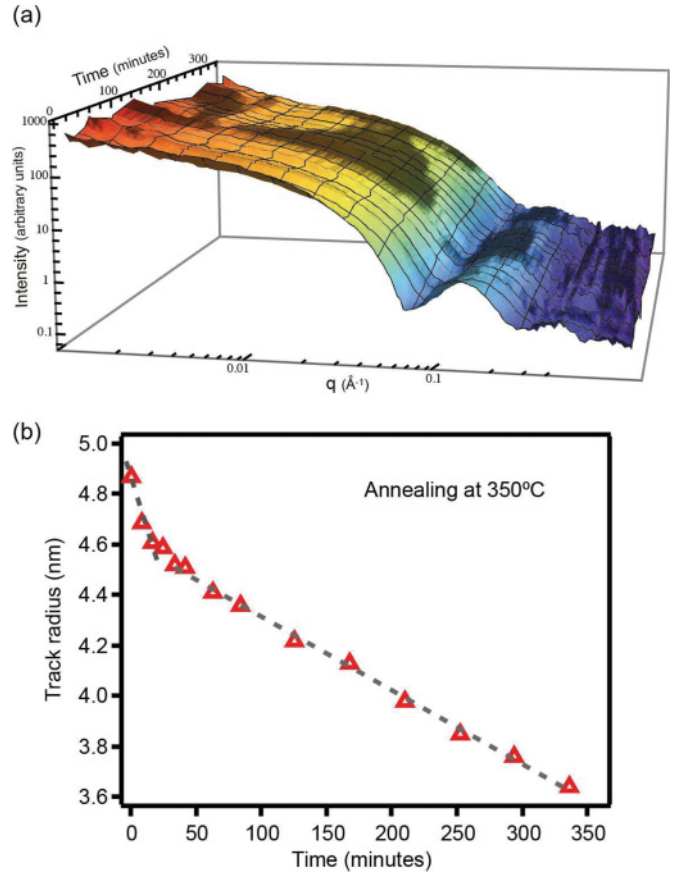 (a)
Time (minutes)
0
100
200
300
1000
100
10
1
0.1
Intensity (arbitrary units)
0.01
0.1
q (Å-1)
(b)
5.0
4.8
4.6
4.4
4.2
4.0
3.8
3.6
Track radius (nm)
Annealing at 350ºC
0 50 100 150 200 250 300 350
Time (minutes)